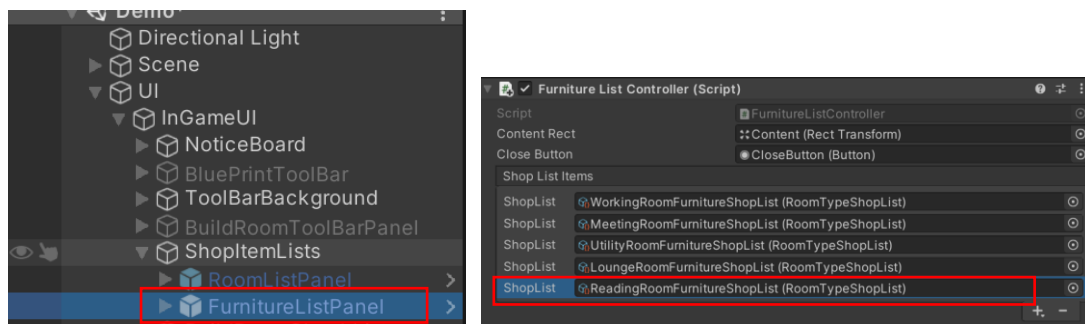 Demo*
Directional Light
Scene
UI
InGameUI
NoticeBoard
BluePrintToolBar
ToolBarBackground
BuildRoomToolBarPanel
ShopItemLists
RoomListPanel
FurnitureListPanel
Furniture List Controller (Script)
Script FurnitureListController
Content Rect Content (Rect Transform)
Close Button CloseButton (Button)
Shop List Items
ShopList WorkingRoomFurnitureShopList (RoomTypeShopList)
ShopList MeetingRoomFurnitureShopList (RoomTypeShopList)
ShopList UtilityRoomFurnitureShopList (RoomTypeShopList)
ShopList LoungeRoomFurnitureShopList (RoomTypeShopList)
ShopList ReadingRoomFurnitureShopList (RoomTypeShopList)